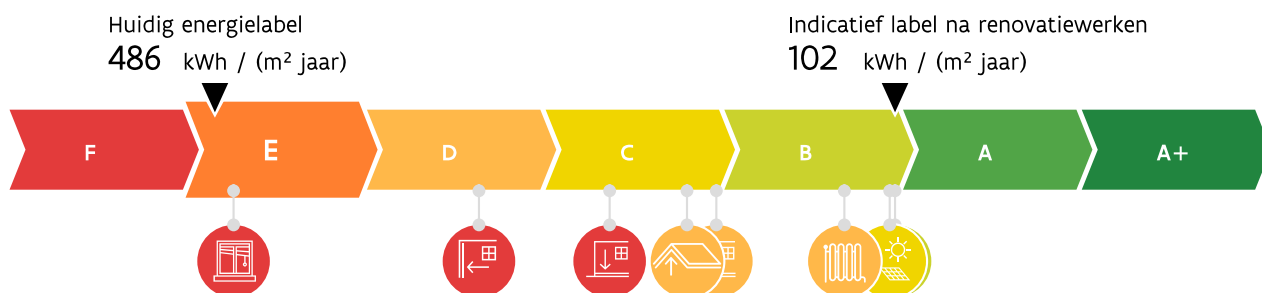 Huidig energielabel
486 kWh / (m² jaar)
Indicatief label na renovatiewerken
102 kWh / (m² jaar)
F E D C B A A+